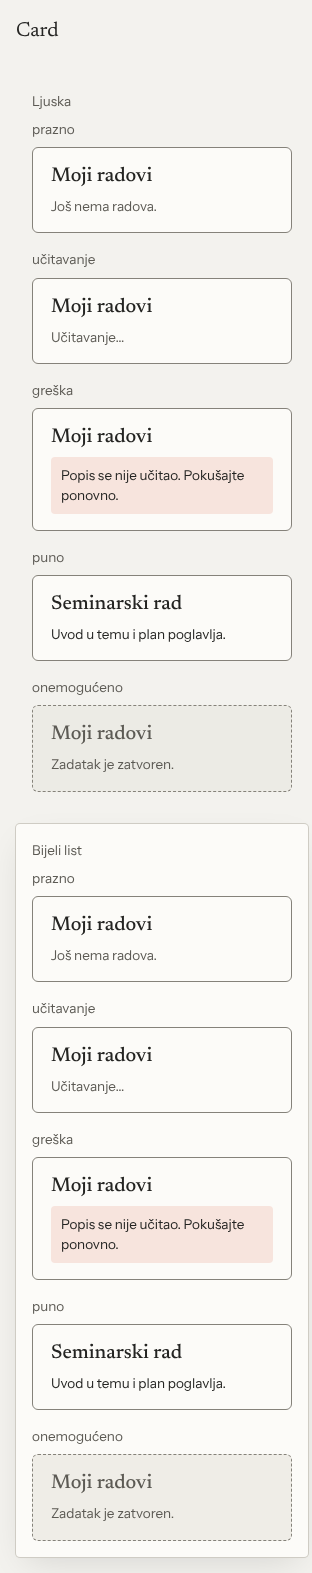 Card
Ljuska
prazno
Moji radovi
Još nema radova.
učitavanje
Moji radovi
Učitavanje…
greška
Moji radovi
Popis se nije učitao. Pokušajte
ponovno.
puno
Seminarski rad
Uvod u temu i plan poglavlja.
onemogućeno
Moji radovi
Zadatak je zatvoren.
Bijeli list
prazno
Moji radovi
Još nema radova.
učitavanje
Moji radovi
Učitavanje…
greška
Moji radovi
Popis se nije učitao. Pokušajte
ponovno.
puno
Seminarski rad
Uvod u temu i plan poglavlja.
onemogućeno
Moji radovi
Zadatak je zatvoren.